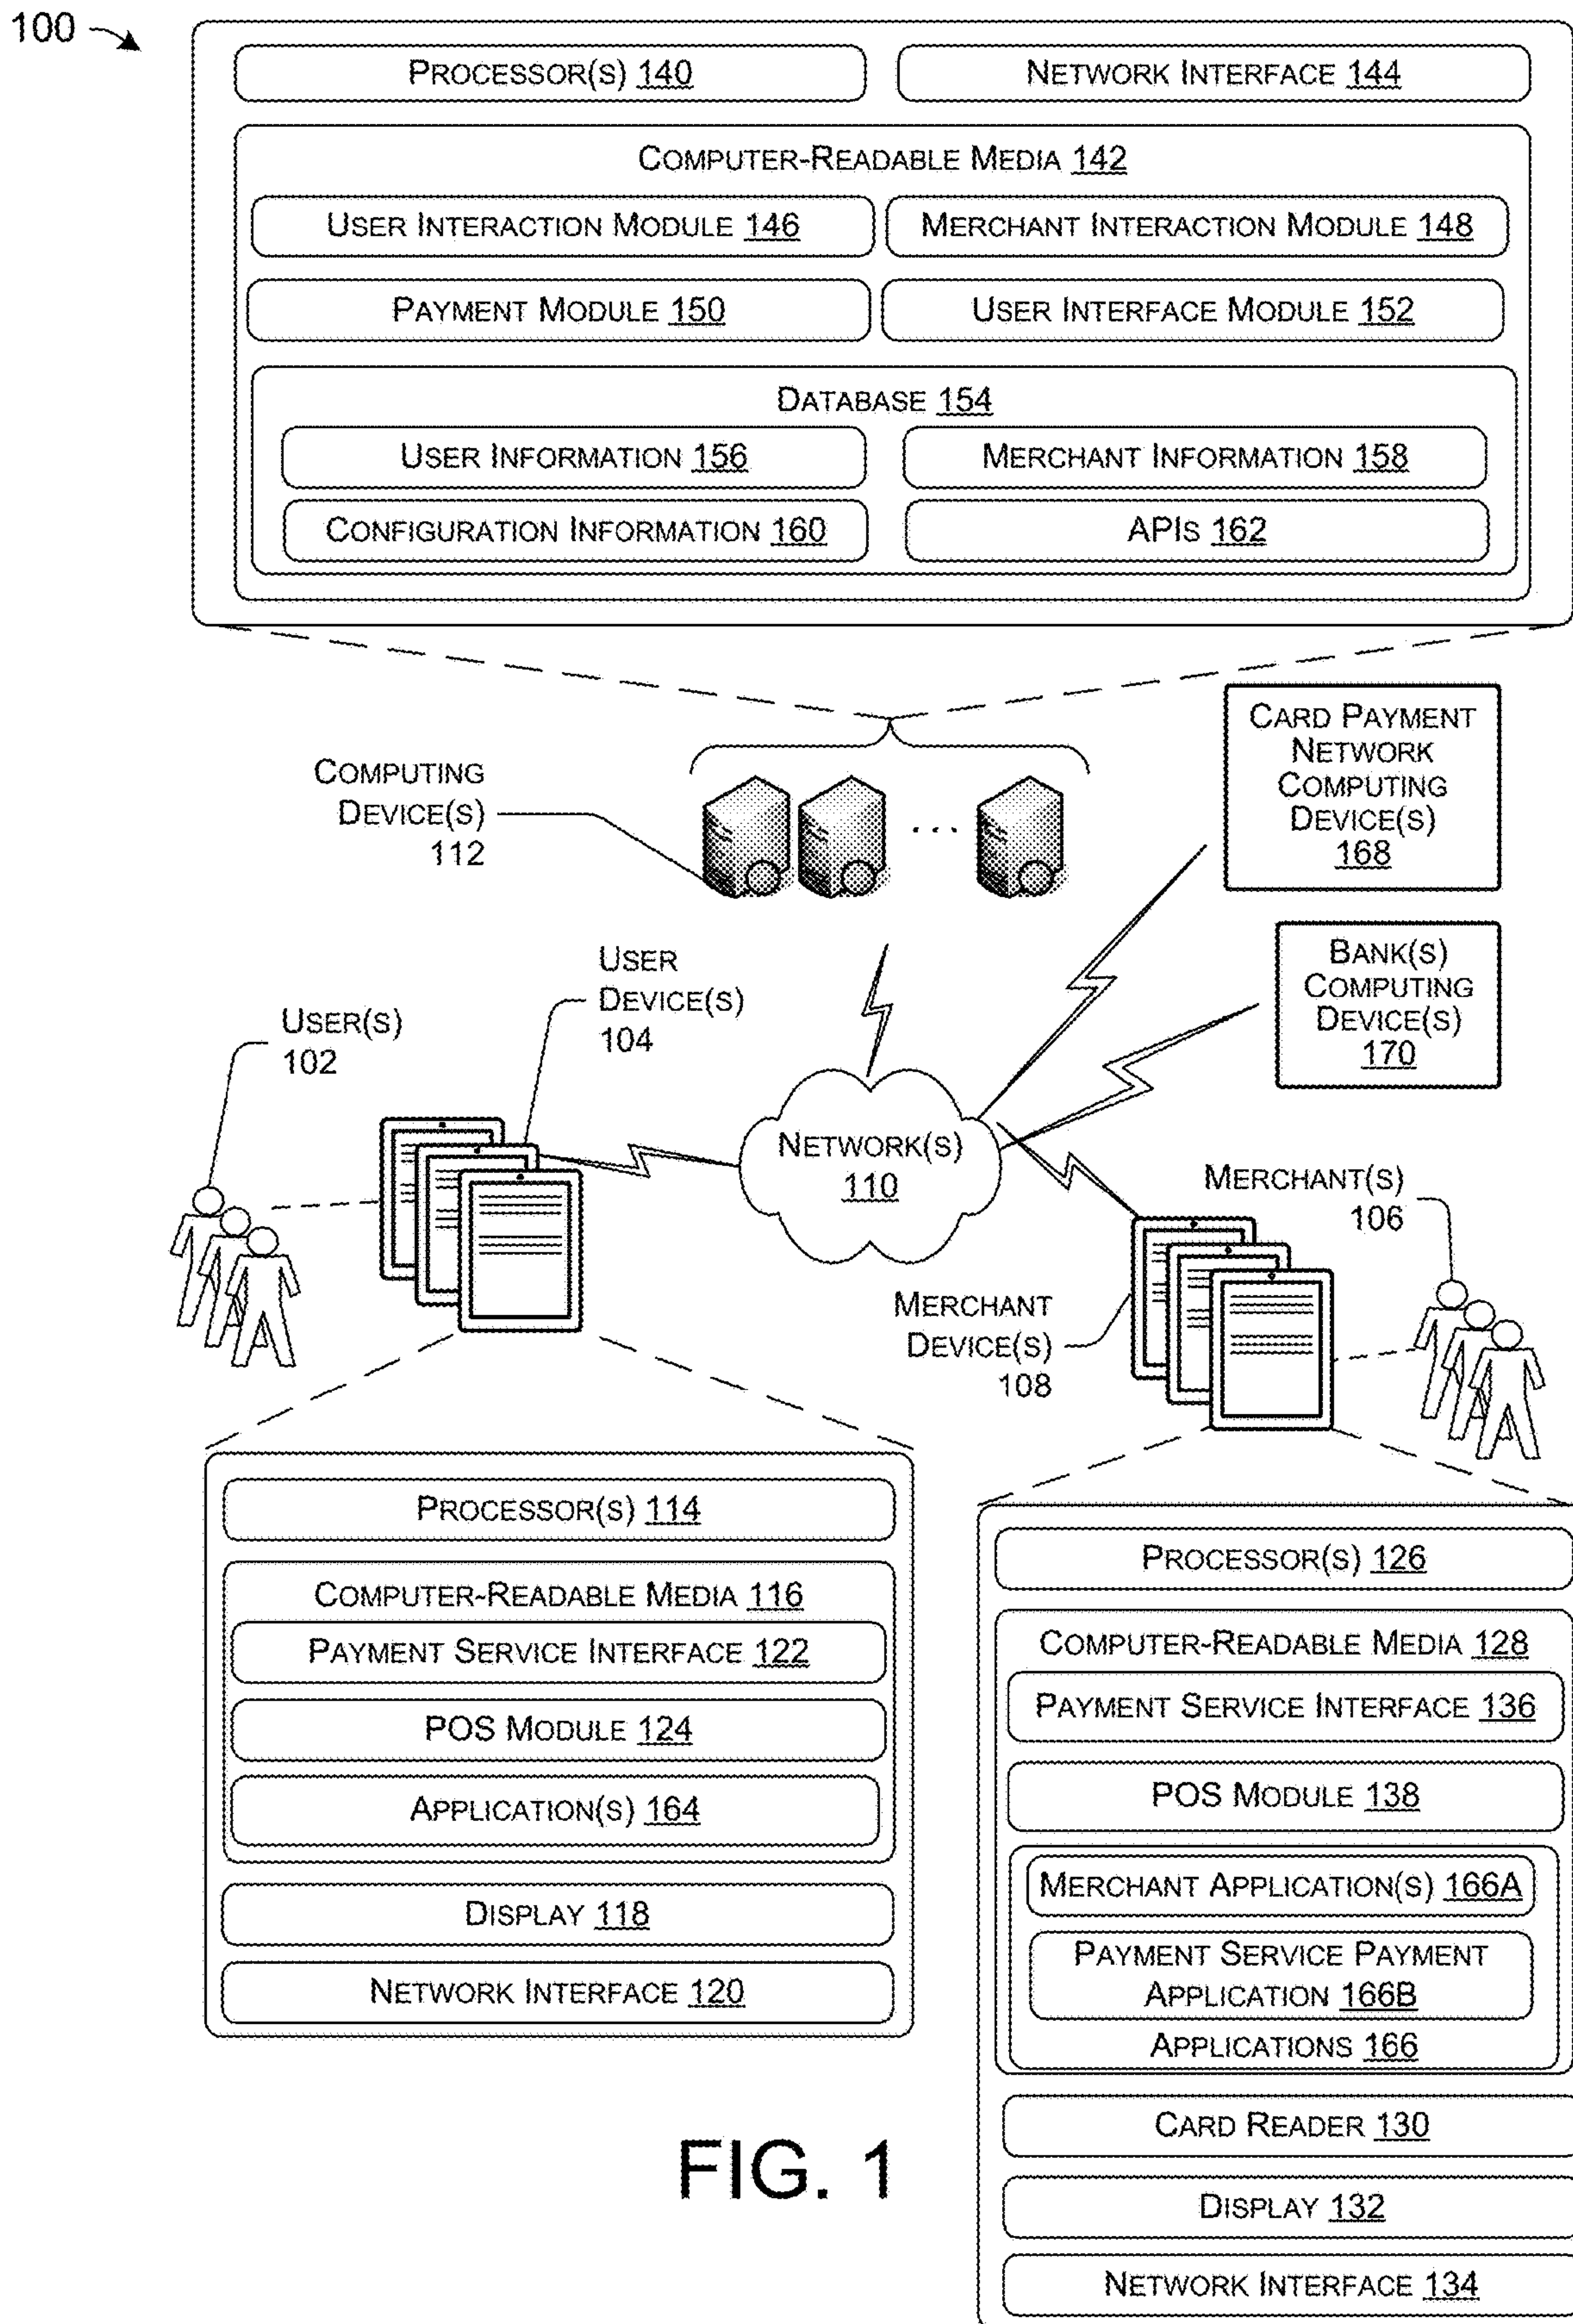 100
PROCESSOR(S) 140
NETWORK INTERFACE 144
COMPUTER-READABLE MEDIA 142
USER INTERACTION MODULE 146
MERCHANT INTERACTION MODULE 148
PAYMENT MODULE 150
USER INTERFACE MODULE 152
DATABASE 154
USER INFORMATION 156
MERCHANT INFORMATION 158
CONFIGURATION INFORMATION 160
APIS 162
COMPUTING
DEVICE(S)
112
...
CARD PAYMENT
NETWORK
COMPUTING
DEVICE(S)
168
BANK(S)
COMPUTING
DEVICE(S)
170
USER
DEVICE(S)
104
USER(S)
102
NETWORK(S)
110
MERCHANT(S)
106
MERCHANT
DEVICE(S)
108
PROCESSOR(S) 114
COMPUTER-READABLE MEDIA 116
PAYMENT SERVICE INTERFACE 122
POS MODULE 124
APPLICATION(S) 164
DISPLAY 118
NETWORK INTERFACE 120
PROCESSOR(S) 126
COMPUTER-READABLE MEDIA 128
PAYMENT SERVICE INTERFACE 136
POS MODULE 138
MERCHANT APPLICATION(S) 166A
PAYMENT SERVICE PAYMENT
APPLICATION 166B
APPLICATIONS 166
CARD READER 130
DISPLAY 132
NETWORK INTERFACE 134
FIG. 1